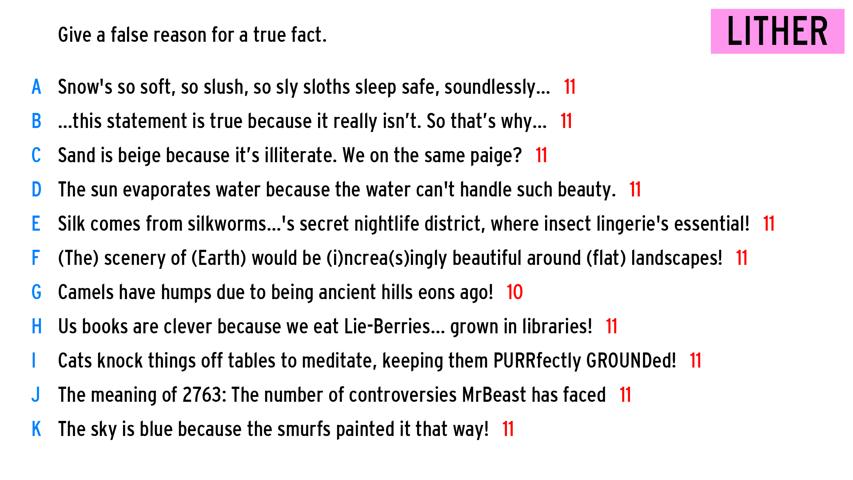 Give a false reason for a true fact.
LITHER
A Snow's so soft, so slush, so sly sloths sleep safe, soundlessly... 11
B ...this statement is true because it really isn’t. So that’s why... 11
C Sand is beige because it’s illiterate. We on the same paige? 11
D The sun evaporates water because the water can't handle such beauty. 11
E Silk comes from silkworms...'s secret nightlife district, where insect lingerie's essential! 11
F (The) scenery of (Earth) would be (i)ncrea(s)ingly beautiful around (flat) landscapes! 11
G Camels have humps due to being ancient hills eons ago! 10
H Us books are clever because we eat Lie-Berries... grown in libraries! 11
I Cats knock things off tables to meditate, keeping them PURRfectly GROUNDed! 11
J The meaning of 2763: The number of controversies MrBeast has faced 11
K The sky is blue because the smurfs painted it that way! 11